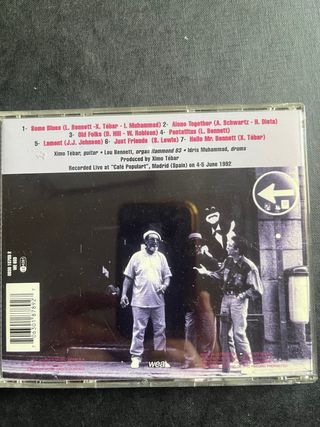 1- Some Blues (L. Bennett -X. Tébar - I. Muhammad) 2- Alone Together (A. Schwartz - H. Dietz)
3- Old Folks (D. Hill - W. Robison) 4- Pentatitus (L. Bennett)
5- Lament (J.J. Johnson) 6- Just Friends (S. Lewis) 7- Hello Mr. Bennett (X. Tébar)
Ximo Tébar, guitar • Lou Bennett, organ Hammond B3 • Idris Muhammad, drums
Produced by Ximo Tébar
Recorded Live at "Café Populart", Madrid (Spain) on 4-5 June 1992
wea